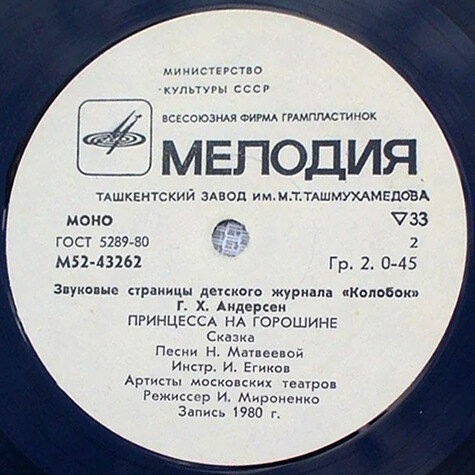 МИНИСТЕРСТВО
КУЛЬТУРЫ СССР
ВСЕСОЮЗНАЯ ФИРМА ГРАМПЛАСТИНОК
МЕЛОДИЯ
ТАШКЕНТСКИЙ ЗАВОД ИМ. М.Т. ТАШМУХАМЕДОВА
МОНО ▽33
ГОСТ 5289-80 2
М52-43262 Гр. 2. 0-45
Звуковые страницы детского журнала «Колобок»
Г. Х. Андерсен
ПРИНЦЕССА НА ГОРОШИНЕ
Сказка
Песни Н. Матвеевой
Инстр. И. Егиков
Артисты московских театров
Режиссер И. Мироненко
Запись 1980 г.